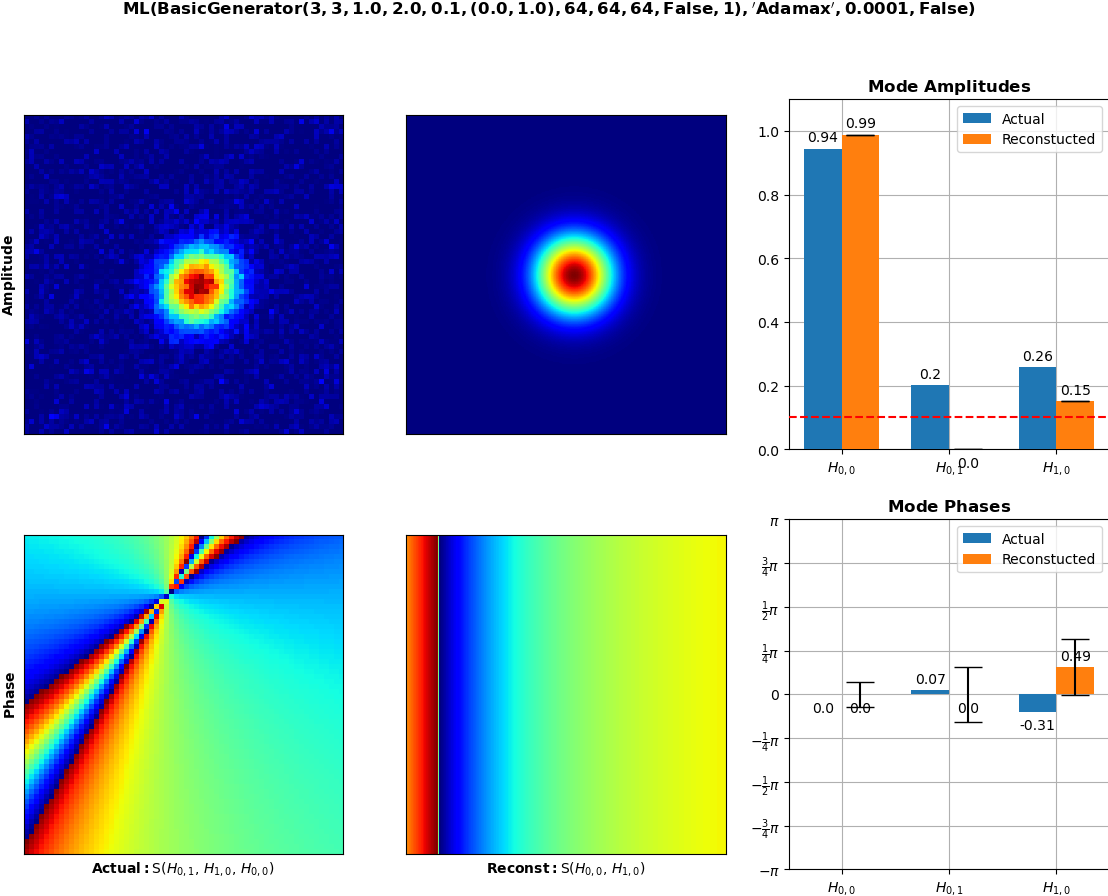 ML(BasicGenerator(3, 3, 1.0, 2.0, 0.1, (0.0, 1.0), 64, 64, 64, False, 1), ′Adamax′, 0.0001, False)
Amplitude
Mode Amplitudes
Actual
Reconstucted
1.0
0.8
0.6
0.4
0.2
0.0
0.94
0.99
0.2
0.0
0.26
0.15
H0,0
H0,1
H1,0
Phase
Actual: S(H0,1, H1,0, H0,0)
Reconst: S(H0,0, H1,0)
Mode Phases
Actual
Reconstucted
π
3/4π
1/2π
1/4π
0
−1/4π
−1/2π
−3/4π
−π
0.0
0.0
0.07
0.0
-0.31
0.49
H0,0
H0,1
H1,0